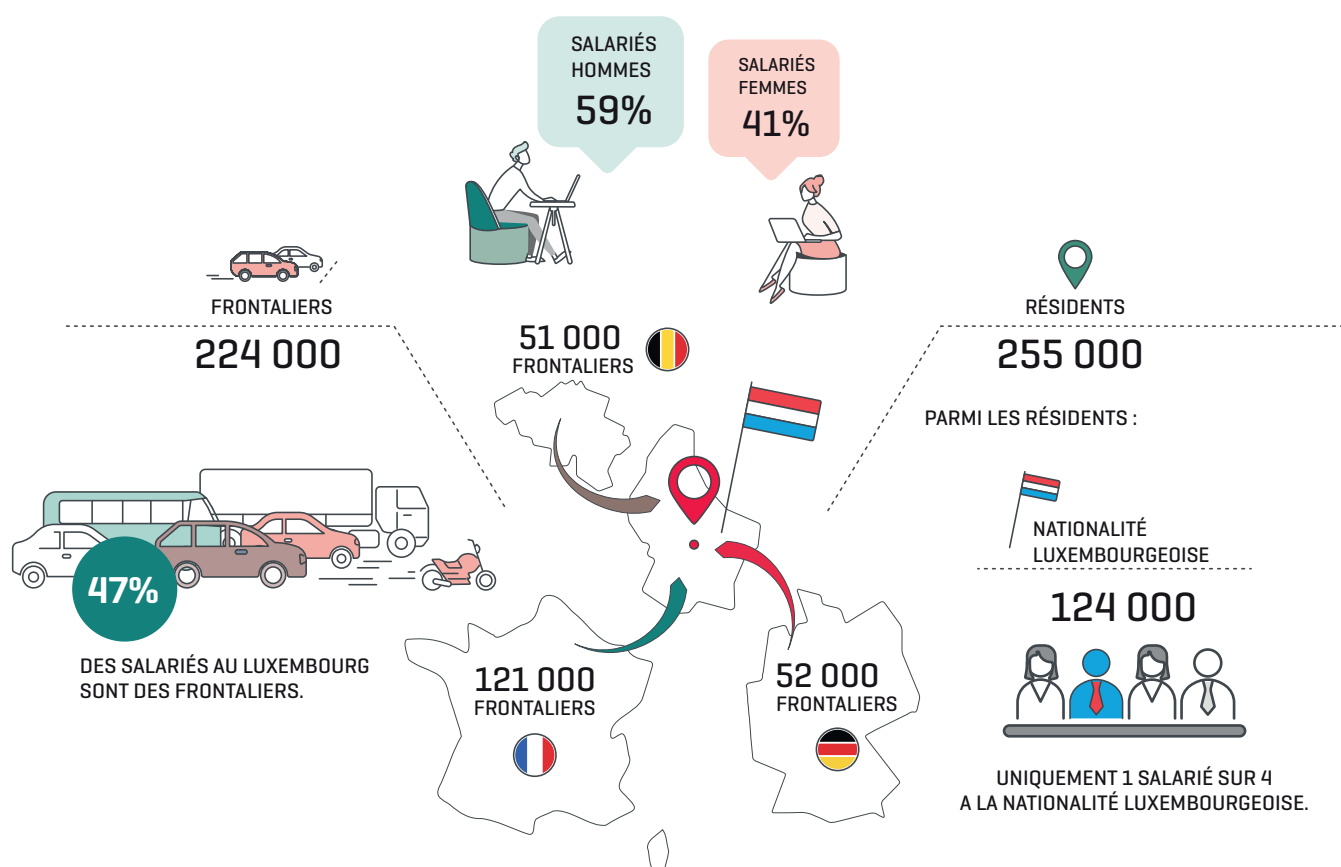 SALARIÉS
HOMMES
59%
SALARIÉS
FEMMES
41%
FRONTALIERS
224 000
51 000
FRONTALIERS
RÉSIDENTS
255 000
PARMI LES RÉSIDENTS :
NATIONALITÉ
LUXEMBOURGEOISE
124 000
47%
DES SALARIÉS AU LUXEMBOURG
SONT DES FRONTALIERS.
121 000
FRONTALIERS
52 000
FRONTALIERS
UNIQUEMENT 1 SALARIÉ SUR 4
A LA NATIONALITÉ LUXEMBOURGEOISE.